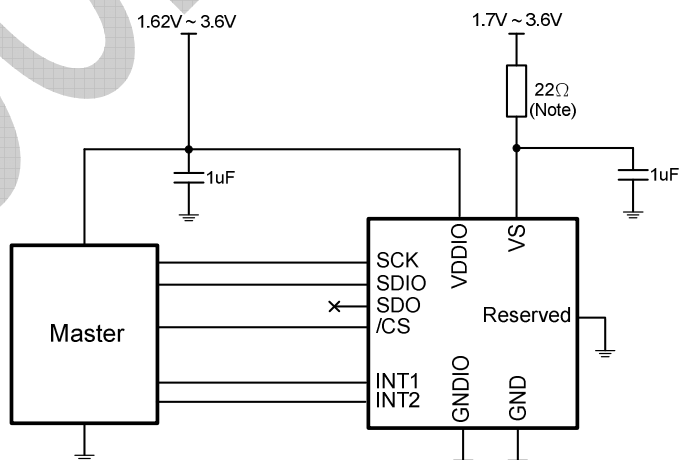 1.62V ~ 3.6V
1.7V ~ 3.6V
22Ω
(Note)
1uF
1uF
Master
SCK
SDIO
SDO
/CS
INT1
INT2
VDDIO
VS
Reserved
GNDIO
GND